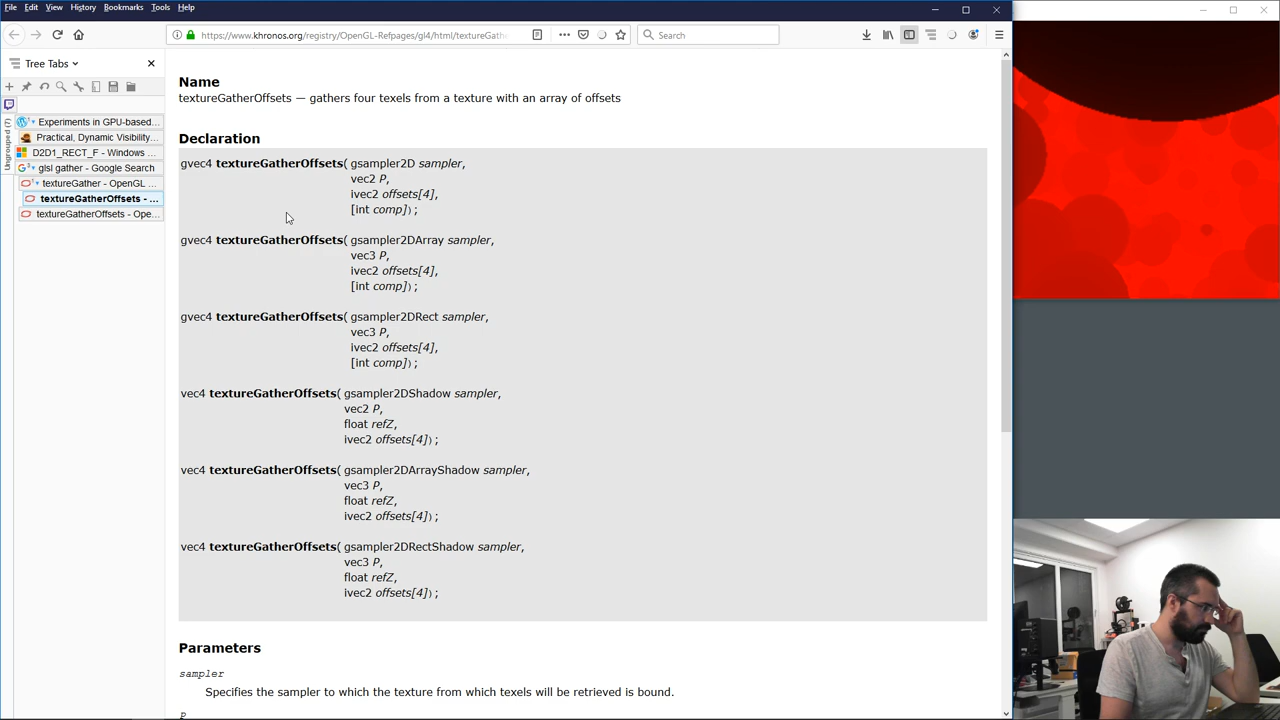 File Edit View History Bookmarks Tools Help
https://www.khronos.org/registry/OpenGL-Refpages/gl4/html/textureGathe
Search
Tree Tabs
Ungrouped (7)
Experiments in GPU-based...
Practical, Dynamic Visibility...
D2D1_RECT_F - Windows ...
glsl gather - Google Search
textureGather - OpenGL ...
textureGatherOffsets - ...
textureGatherOffsets - Ope...
Name
textureGatherOffsets — gathers four texels from a texture with an array of offsets
Declaration
gvec4 textureGatherOffsets( gsampler2D sampler,
vec2 P,
ivec2 offsets[4],
[int comp]);
gvec4 textureGatherOffsets( gsampler2DArray sampler,
vec3 P,
ivec2 offsets[4],
[int comp]);
gvec4 textureGatherOffsets( gsampler2DRect sampler,
vec3 P,
ivec2 offsets[4],
[int comp]);
vec4 textureGatherOffsets( gsampler2DShadow sampler,
vec2 P,
float refZ,
ivec2 offsets[4]);
vec4 textureGatherOffsets( gsampler2DArrayShadow sampler,
vec3 P,
float refZ,
ivec2 offsets[4]);
vec4 textureGatherOffsets( gsampler2DRectShadow sampler,
vec3 P,
float refZ,
ivec2 offsets[4]);
Parameters
sampler
Specifies the sampler to which the texture from which texels will be retrieved is bound.
P